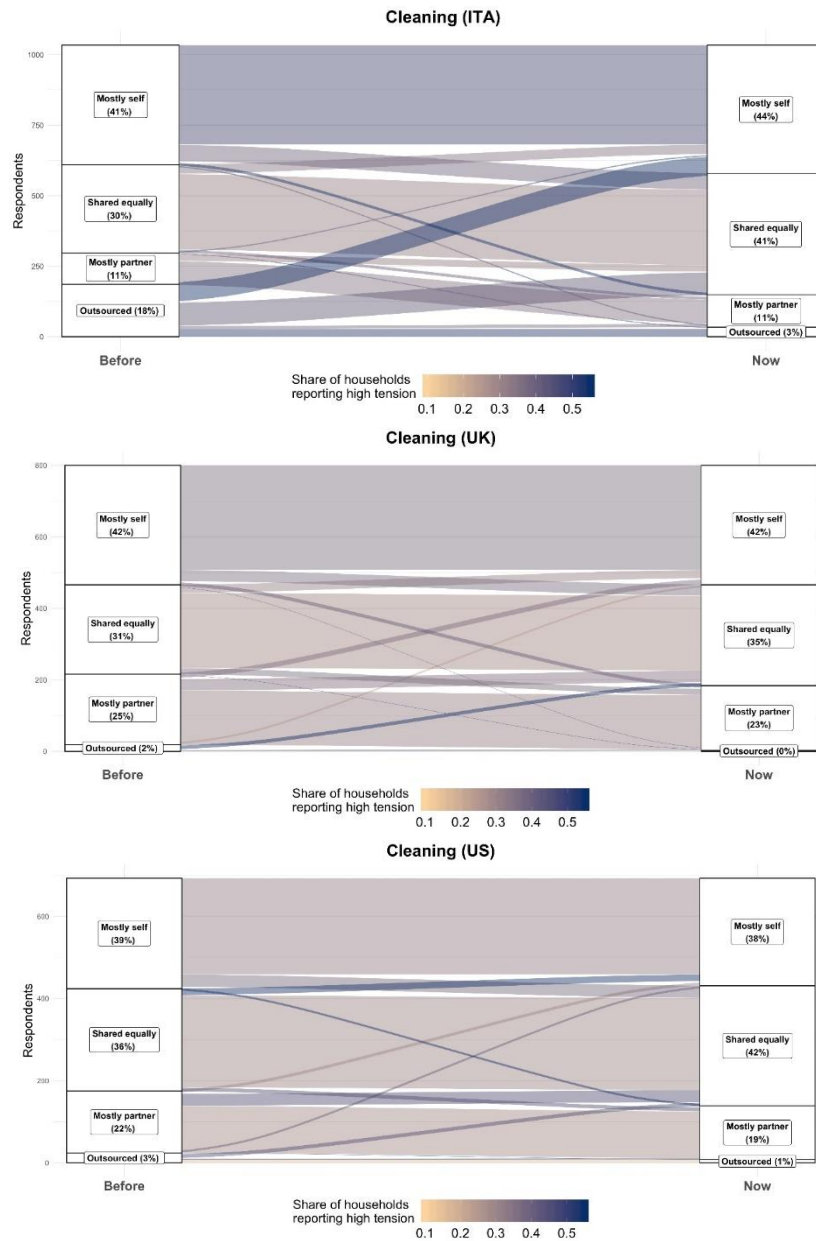 Cleaning (ITA)
Respondents
1000
750
500
250
0
Mostly self
(41%)
Shared equally
(30%)
Mostly partner
(11%)
Outsourced (18%)
Mostly self
(44%)
Shared equally
(41%)
Mostly partner
(11%)
Outsourced (3%)
Before
Now
Share of households
reporting high tension
0.1 0.2 0.3 0.4 0.5
Cleaning (UK)
Respondents
800
600
400
200
0
Mostly self
(42%)
Shared equally
(31%)
Mostly partner
(25%)
Outsourced (2%)
Mostly self
(42%)
Shared equally
(35%)
Mostly partner
(23%)
Outsourced (0%)
Before
Now
Share of households
reporting high tension
0.1 0.2 0.3 0.4 0.5
Cleaning (US)
Respondents
600
400
200
0
Mostly self
(39%)
Shared equally
(36%)
Mostly partner
(22%)
Outsourced (3%)
Mostly self
(38%)
Shared equally
(42%)
Mostly partner
(19%)
Outsourced (1%)
Before
Now
Share of households
reporting high tension
0.1 0.2 0.3 0.4 0.5